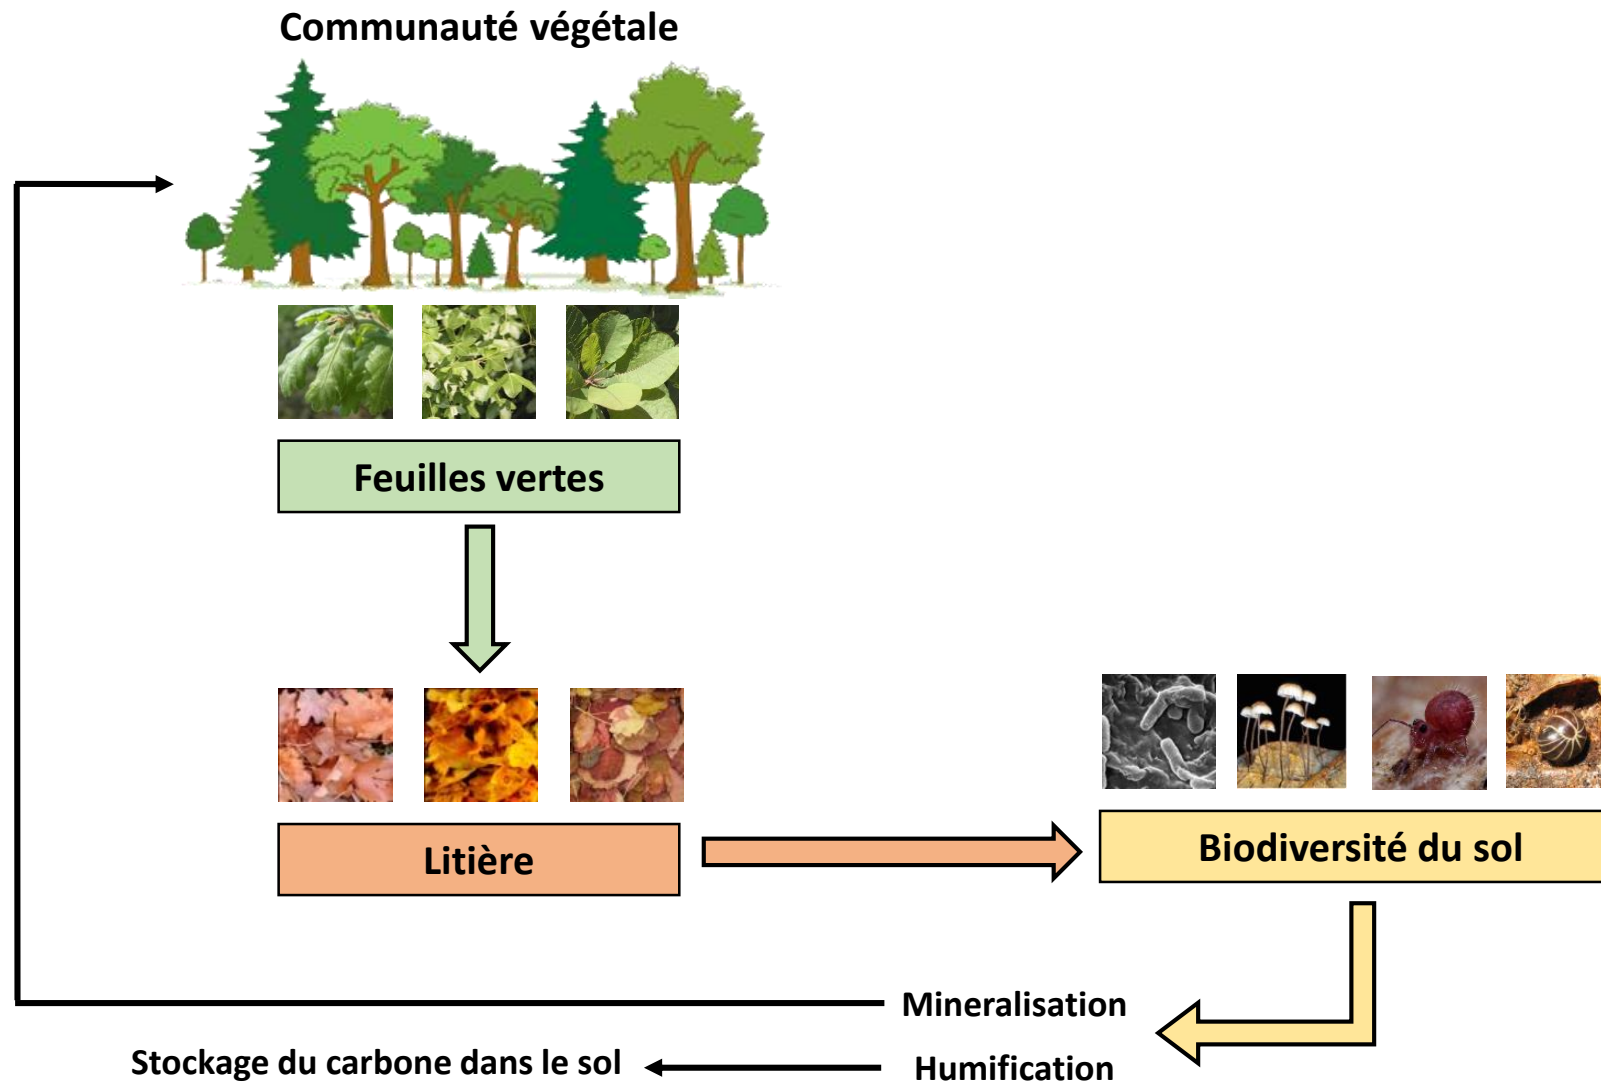 Communauté végétale
Feuilles vertes
Litière
Biodiversité du sol
Mineralisation
Stockage du carbone dans le sol
Humification